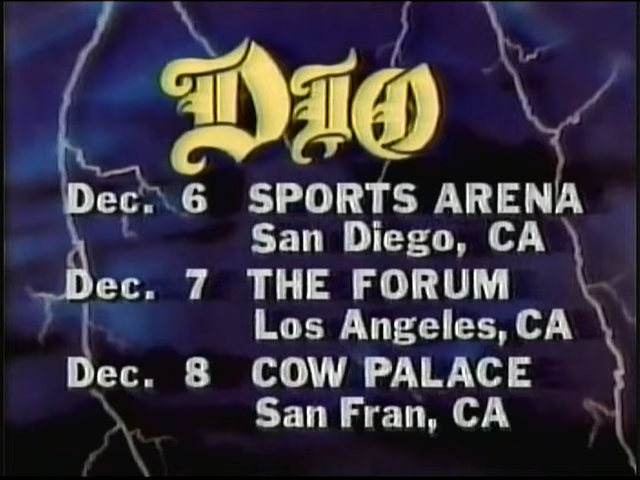 DIO
Dec. 6 SPORTS ARENA
San Diego, CA
Dec. 7 THE FORUM
Los Angeles, CA
Dec. 8 COW PALACE
San Fran, CA